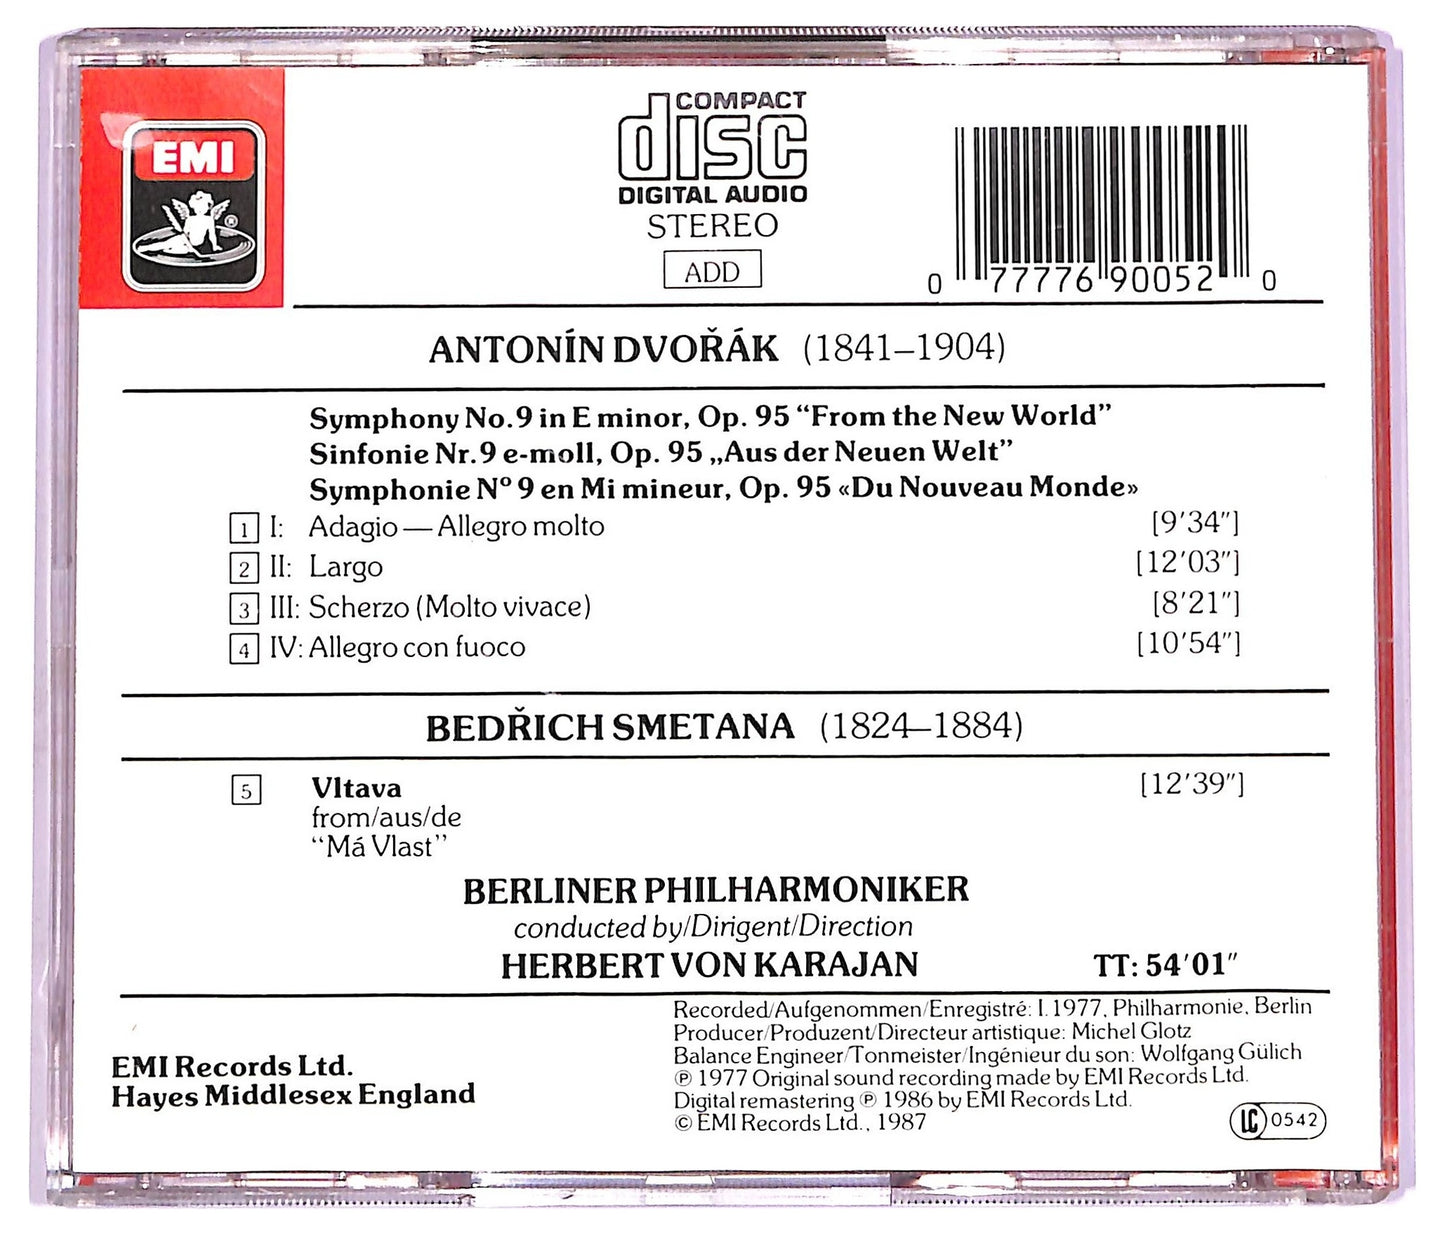 EMI
®
COMPACT
disc
DIGITAL AUDIO
STEREO
ADD
0 77777690052 0
ANTONÍN DVOŘÁK (1841–1904)
Symphony No.9 in E minor, Op. 95 “From the New World”
Sinfonie Nr.9 e-moll, Op. 95 „Aus der Neuen Welt”
Symphonie Nº 9 en Mi mineur, Op. 95 «Du Nouveau Monde»
1 I: Adagio — Allegro molto [9′34″]
2 II: Largo [12′03″]
3 III: Scherzo (Molto vivace) [8′21″]
4 IV: Allegro con fuoco [10′54″]
BEDŘICH SMETANA (1824–1884)
5 Vltava [12′39″]
from/aus/de
“Má Vlast”
BERLINER PHILHARMONIKER
conducted by/Dirigent/Direction
HERBERT VON KARAJAN TT: 54′01″
Recorded/Aufgenommen/Enregistré: I.1977, Philharmonie, Berlin
Producer/Produzent/Directeur artistique: Michel Glotz
Balance Engineer/Tonmeister/Ingénieur du son: Wolfgang Gülich
℗ 1977 Original sound recording made by EMI Records Ltd.
Digital remastering ℗ 1986 by EMI Records Ltd.
© EMI Records Ltd., 1987
EMI Records Ltd.
Hayes Middlesex England
LC 0542